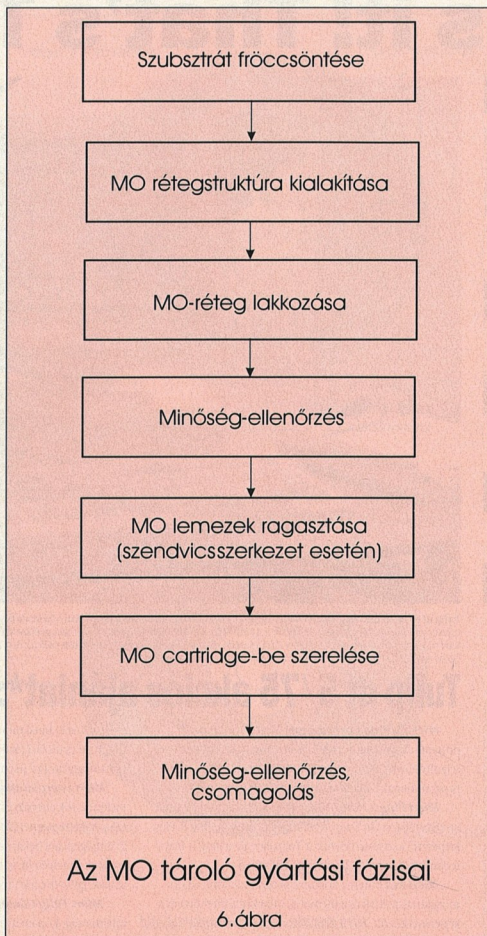 Szubsztrát fröccsöntése
MO rétegstruktúra kialakítása
MO-réteg lakkozása
Minőség-ellenőrzés
MO lemezek ragasztása
(szendvicsszerkezet esetén)
MO cartridge-be szerelése
Minőség-ellenőrzés,
csomagolás
Az MO tároló gyártási fázisai
6.ábra